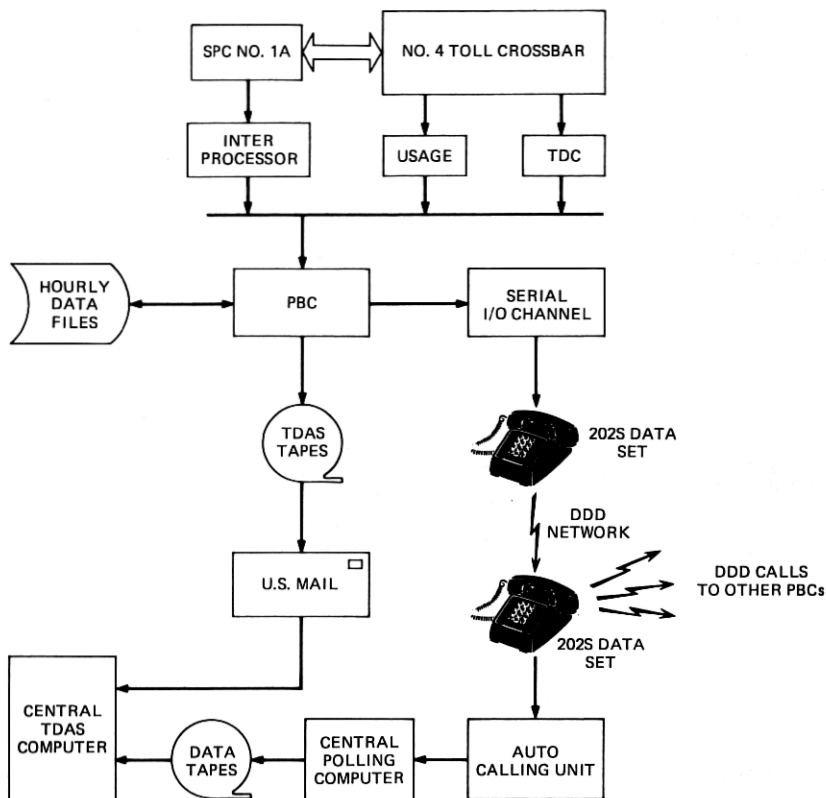 SPC NO. 1A
NO. 4 TOLL CROSSBAR
INTER
PROCESSOR
USAGE
TDC
HOURLY
DATA
FILES
PBC
SERIAL
I/O CHANNEL
TDAS
TAPES
202S DATA
SET
DDD
NETWORK
U.S. MAIL
DDD CALLS
TO OTHER PBCs
202S DATA
SET
CENTRAL
TDAS
COMPUTER
DATA
TAPES
CENTRAL
POLLING
COMPUTER
AUTO
CALLING UNIT